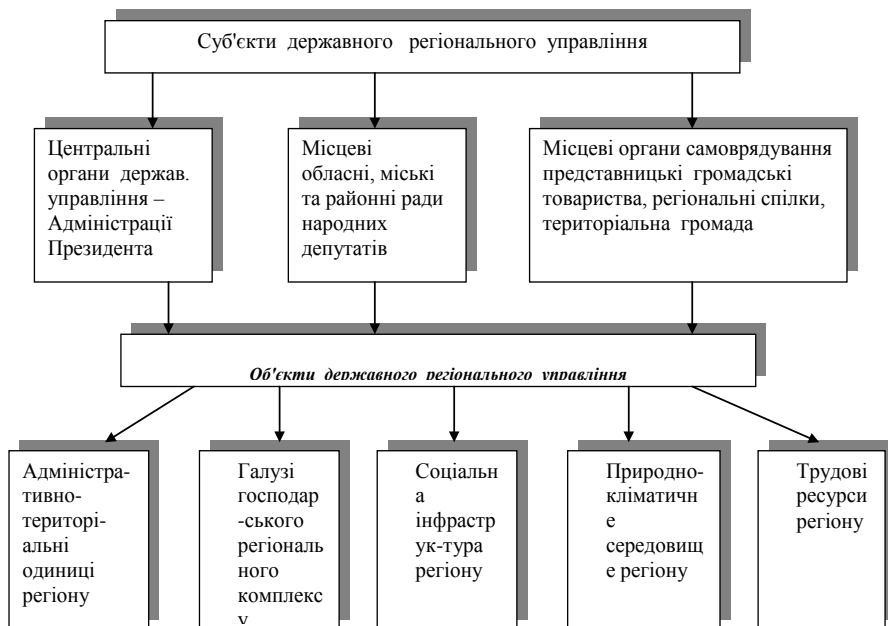 Суб'єкти державного регіонального управління
Центральні
органи держав.
управління –
Адміністрації
Президента
Місцеві
обласні, міські
та районні ради
народних
депутатів
Місцеві органи самоврядування
представницькі громадські
товариства, регіональні спілки,
територіальна громада
Об'єкти державного регіонального управління
Адміністра-
тивно-
територі-
альні
одиниці
регіону
Галузі
господар
-ського
регіональ
ного
комплекс
у
Соціальн
а
інфрастр
ук-тура
регіону
Природно-
кліматичн
е
середовищ
е регіону
Трудові
ресурси
регіону